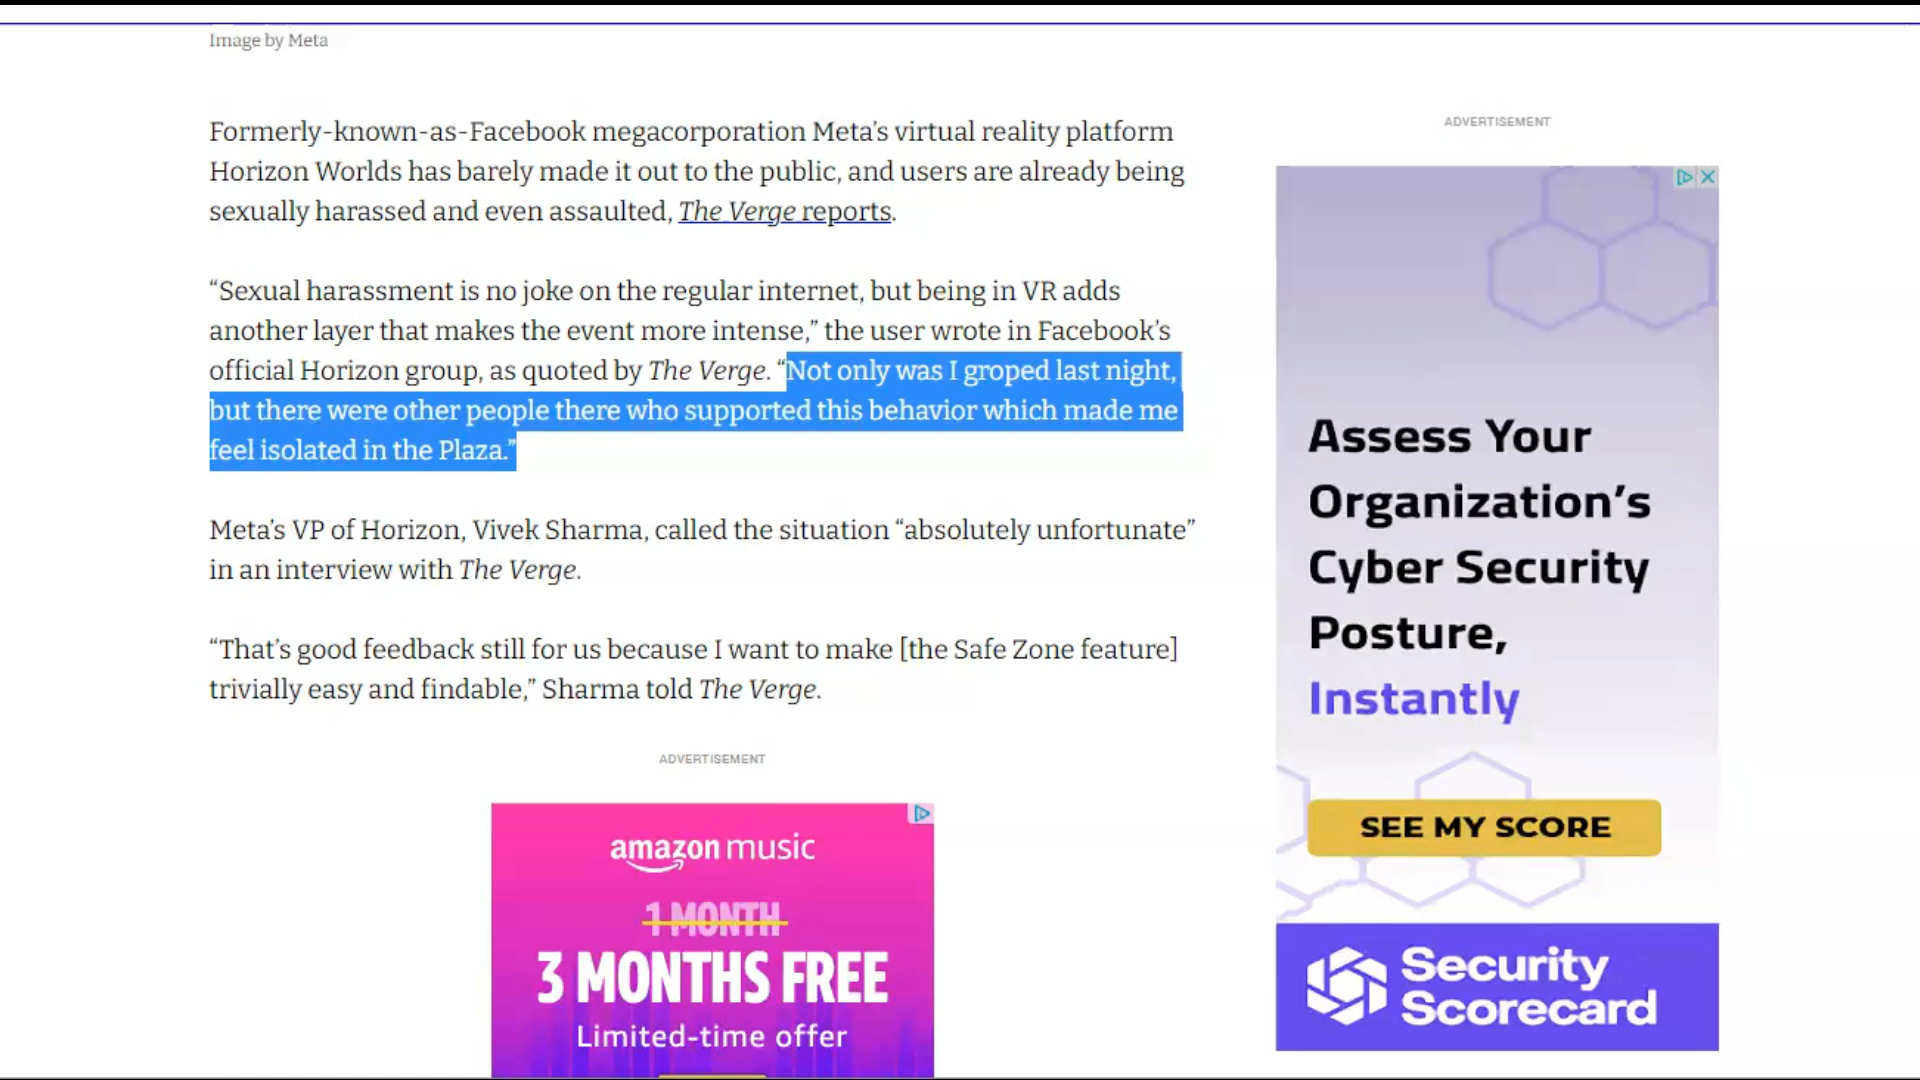 Image by Meta
Formerly-known-as-Facebook megacorporation Meta’s virtual reality platform
Horizon Worlds has barely made it out to the public, and users are already being
sexually harassed and even assaulted, The Verge reports.
“Sexual harassment is no joke on the regular internet, but being in VR adds
another layer that makes the event more intense,” the user wrote in Facebook’s
official Horizon group, as quoted by The Verge. “Not only was I groped last night,
but there were other people there who supported this behavior which made me
feel isolated in the Plaza.”
Meta’s VP of Horizon, Vivek Sharma, called the situation “absolutely unfortunate”
in an interview with The Verge.
“That’s good feedback still for us because I want to make [the Safe Zone feature]
trivially easy and findable,” Sharma told The Verge.
ADVERTISEMENT
amazon music
1 MONTH
3 MONTHS FREE
Limited-time offer
ADVERTISEMENT
Assess Your
Organization’s
Cyber Security
Posture,
Instantly
SEE MY SCORE
Security
Scorecard